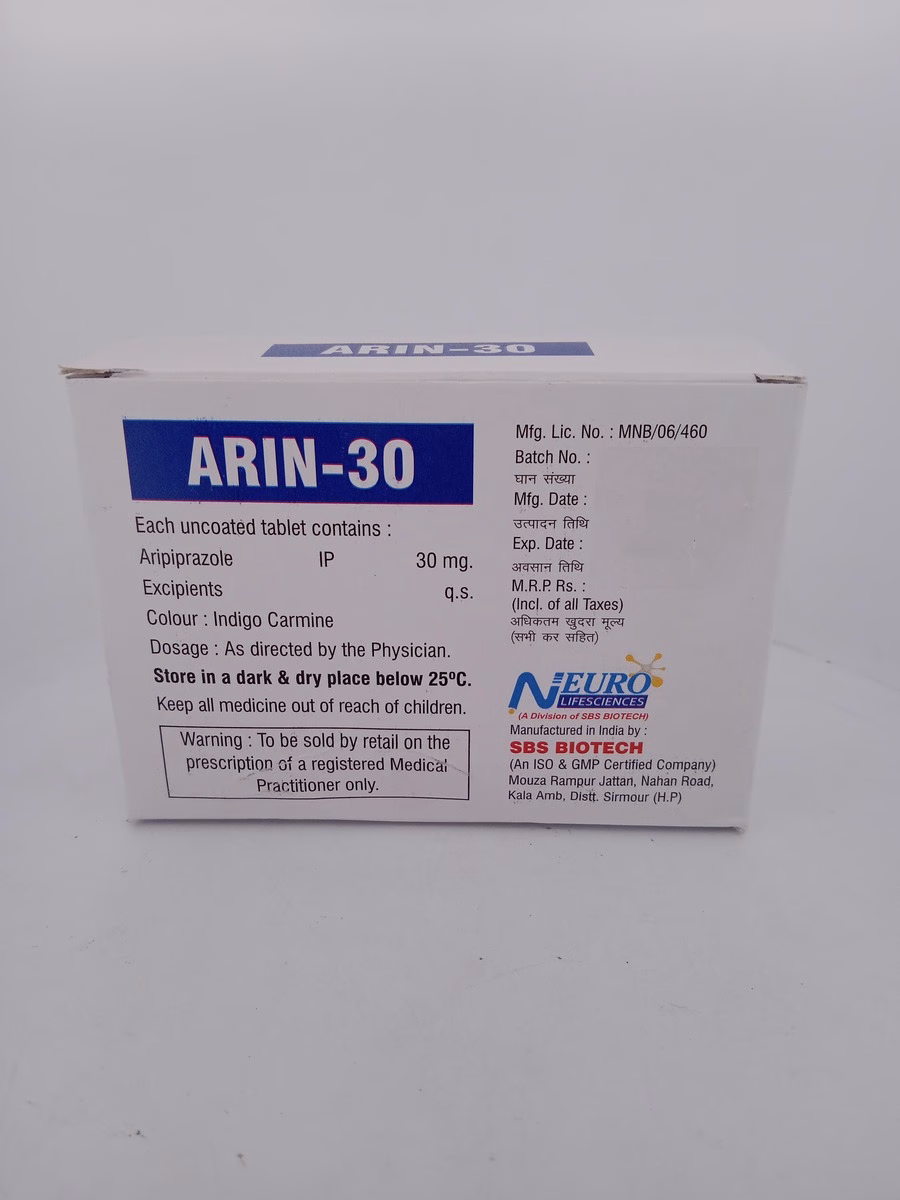 ARIN-30
ARIN-30
Each uncoated tablet contains :
Aripiprazole IP 30 mg.
Excipients q.s.
Colour : Indigo Carmine
Dosage : As directed by the Physician.
Store in a dark & dry place below 25ºC.
Keep all medicine out of reach of children.
Warning : To be sold by retail on the
prescription of a registered Medical
Practitioner only.
Mfg. Lic. No. : MNB/06/460
Batch No. :
घान संख्या
Mfg. Date :
उत्पादन तिथि
Exp. Date :
अवसान तिथि
M.R.P. Rs. :
(Incl. of all Taxes)
अधिकतम खुदरा मूल्य
(सभी कर सहित)
NEURO
LIFESCIENCES
(A Division of SBS BIOTECH)
Manufactured in India by :
SBS BIOTECH
(An ISO & GMP Certified Company)
Mouza Rampur Jattan, Nahan Road,
Kala Amb, Distt. Sirmour (H.P)